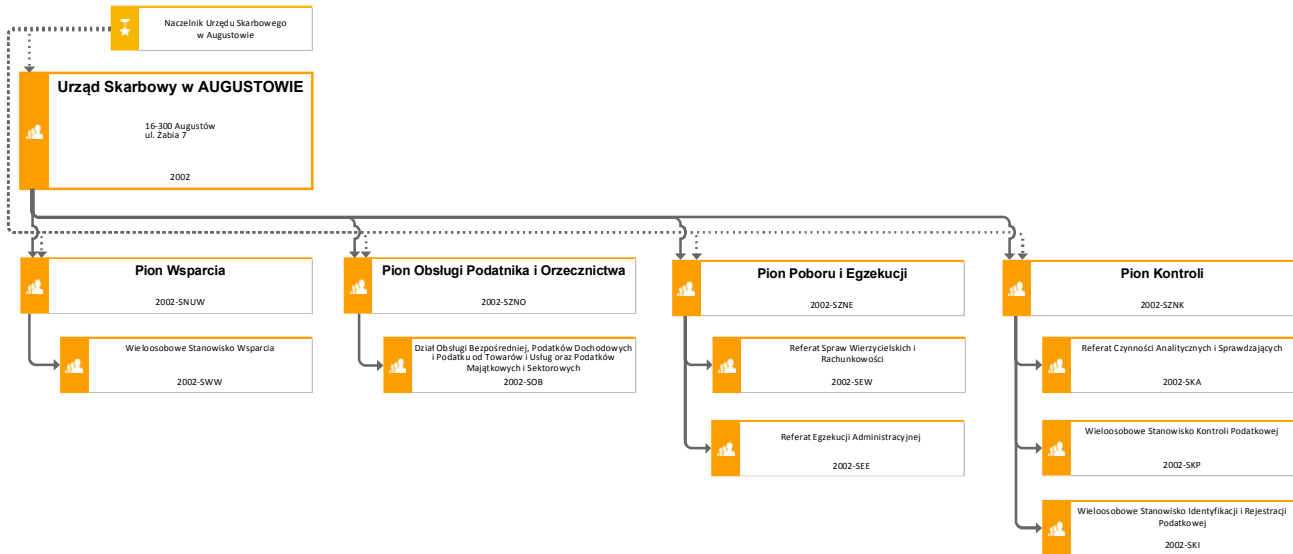 Naczelnik Urzędu Skarbowego
w Augustowie
Urząd Skarbowy w AUGUSTOWIE
16-300 Augustów
ul. Żabia 7
2002
Pion Wsparcia
2002-SNUW
Pion Obsługi Podatnika i Orzecznictwa
2002-SZNO
Pion Poboru i Egzekucji
2002-SZNE
Pion Kontroli
2002-SZNK
Wieloosobowe Stanowisko Wsparcia
2002-SWW
Dział Obsługi Bezpośredniej, Podatków Dochodowych
i Podatku od Towarów i Usług oraz Podatków
Majątkowych i Sektorowych
2002-SOB
Referat Spraw Wierzycielskich i
Rachunkowości
2002-SEW
Referat Czynności Analitycznych i Sprawdzających
2002-SKA
Referat Egzekucji Administracyjnej
2002-SEE
Wieloosobowe Stanowisko Kontroli Podatkowej
2002-SKP
Wieloosobowe Stanowisko Identyfikacji i Rejestracji
Podatkowej
2002-SKI